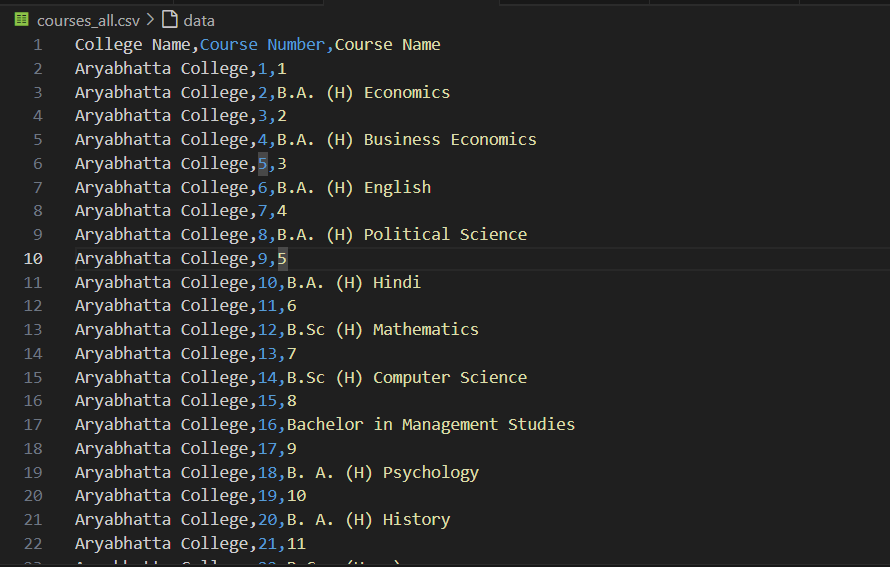 courses_all.csv > data
1 College Name,Course Number,Course Name
2 Aryabhatta College,1,1
3 Aryabhatta College,2,B.A. (H) Economics
4 Aryabhatta College,3,2
5 Aryabhatta College,4,B.A. (H) Business Economics
6 Aryabhatta College,5,3
7 Aryabhatta College,6,B.A. (H) English
8 Aryabhatta College,7,4
9 Aryabhatta College,8,B.A. (H) Political Science
10 Aryabhatta College,9,5
11 Aryabhatta College,10,B.A. (H) Hindi
12 Aryabhatta College,11,6
13 Aryabhatta College,12,B.Sc (H) Mathematics
14 Aryabhatta College,13,7
15 Aryabhatta College,14,B.Sc (H) Computer Science
16 Aryabhatta College,15,8
17 Aryabhatta College,16,Bachelor in Management Studies
18 Aryabhatta College,17,9
19 Aryabhatta College,18,B. A. (H) Psychology
20 Aryabhatta College,19,10
21 Aryabhatta College,20,B. A. (H) History
22 Aryabhatta College,21,11